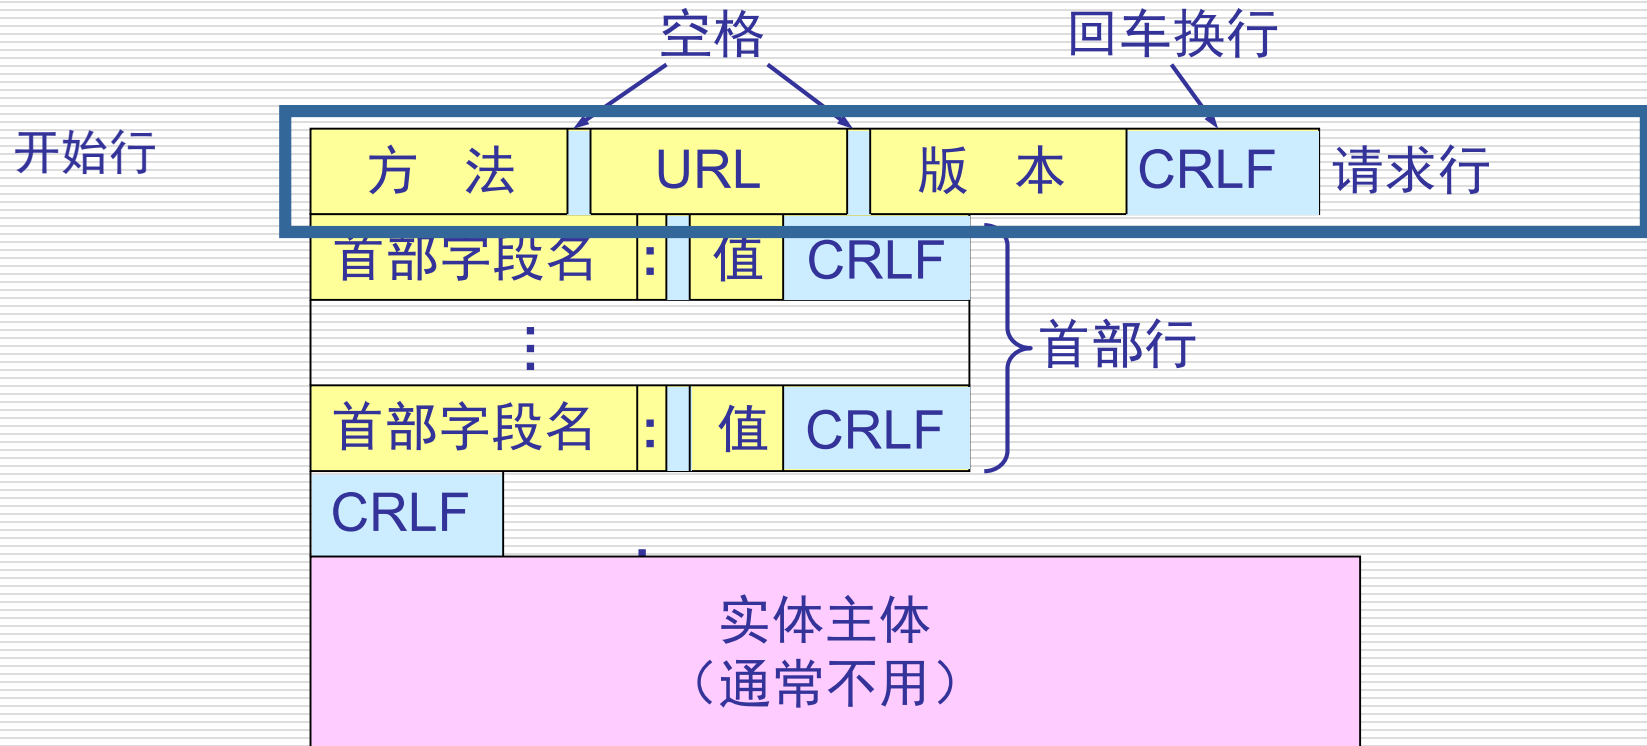 空格 回车换行
开始行 方 法 URL 版 本 CRLF 请求行
首部字段名 : 值 CRLF
⋮ 首部行
首部字段名 : 值 CRLF
CRLF
实体主体
（通常不用）